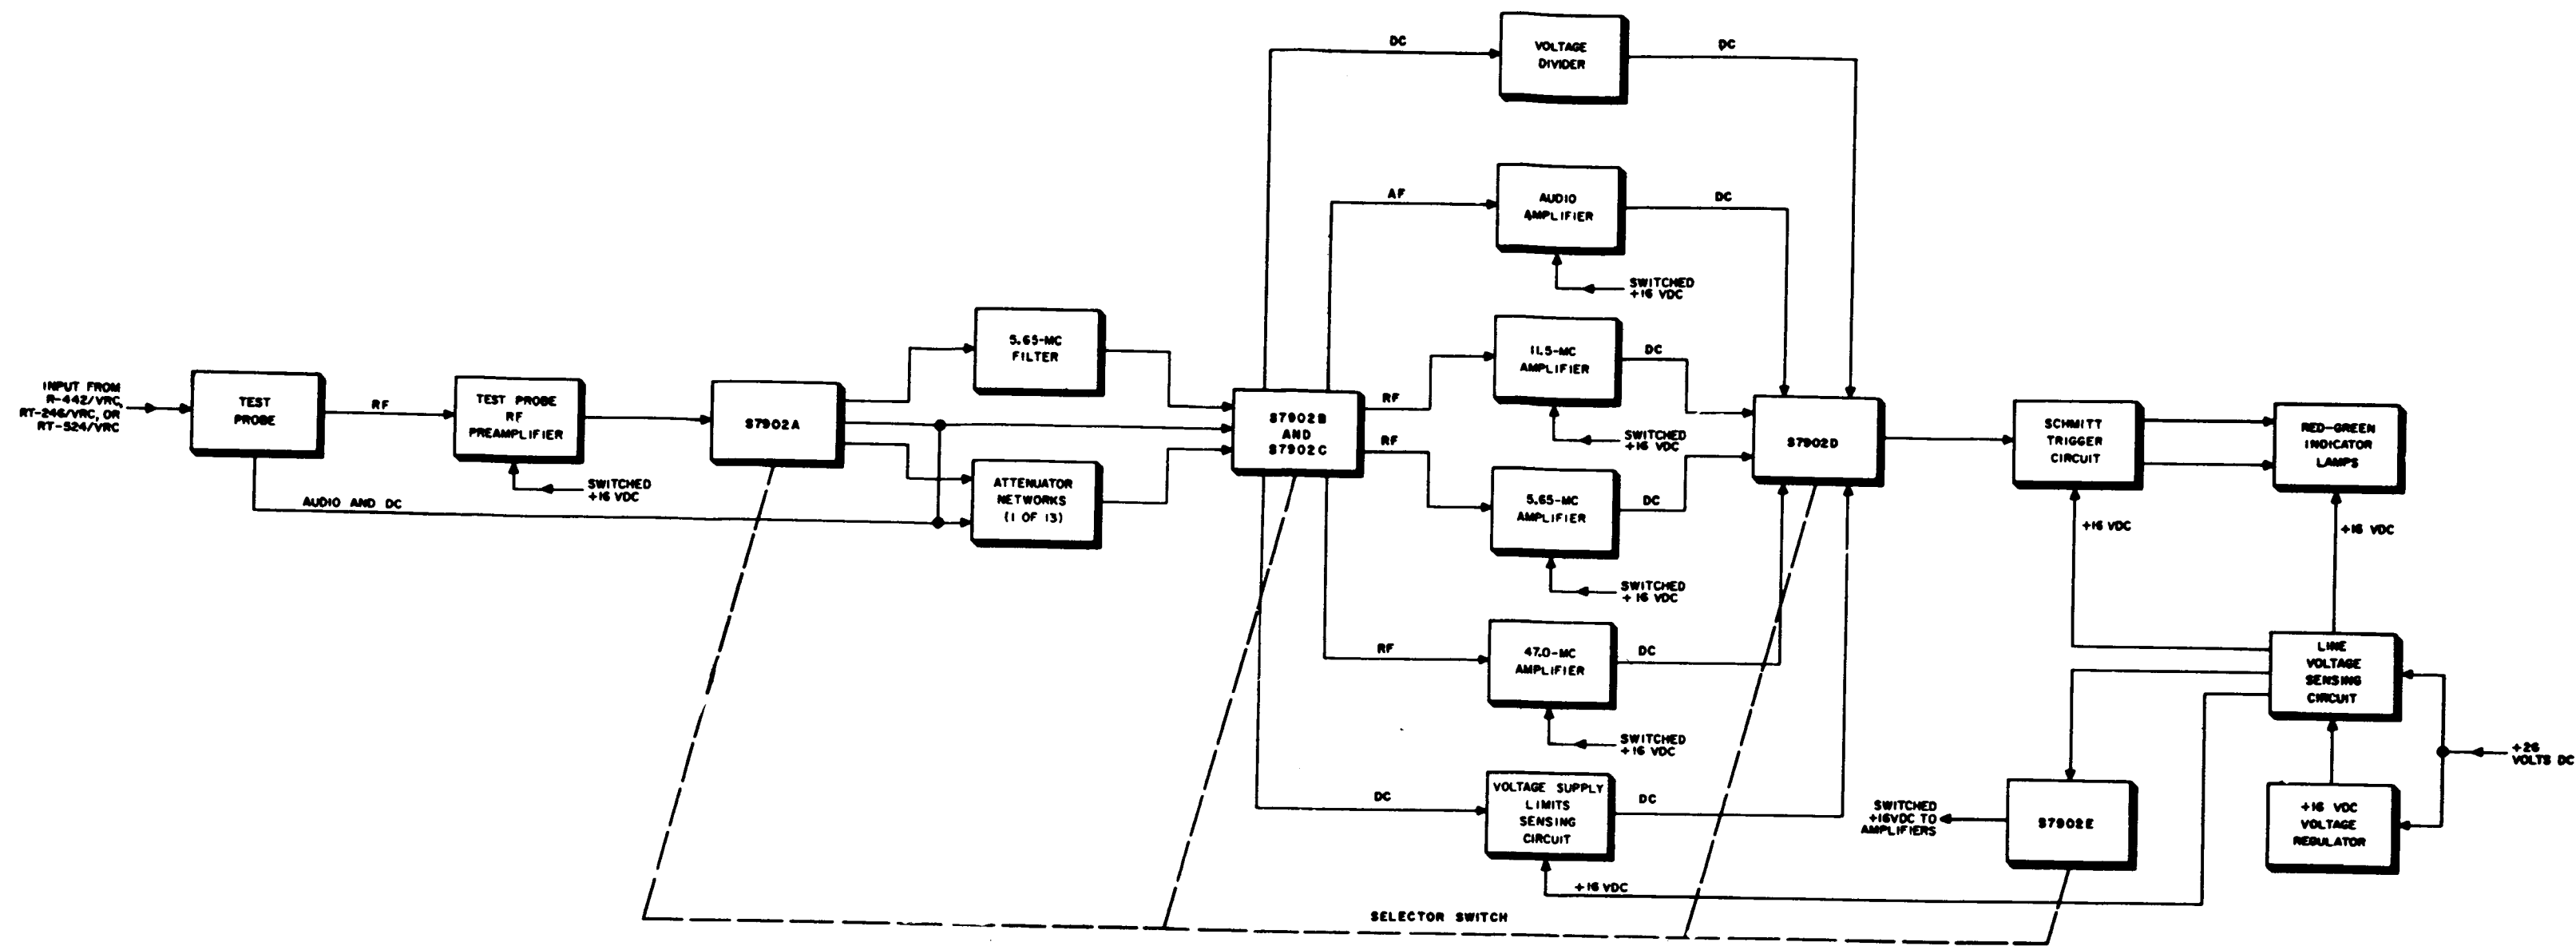 INPUT FROM
R-442/VRC,
RT-246/VRC, OR
RT-524/VRC
TEST
PROBE
RF
AUDIO AND DC
TEST PROBE
RF
PREAMPLIFIER
SWITCHED
+16 VDC
S7902A
5.65-MC
FILTER
ATTENUATOR
NETWORKS
(1 OF 13)
S7902B
AND
S7902C
DC
VOLTAGE
DIVIDER
DC
AF
AUDIO
AMPLIFIER
DC
SWITCHED
+16 VDC
RF
11.5-MC
AMPLIFIER
DC
SWITCHED
+16 VDC
RF
5.65-MC
AMPLIFIER
DC
SWITCHED
+16 VDC
RF
47.0-MC
AMPLIFIER
DC
SWITCHED
+16 VDC
DC
VOLTAGE SUPPLY
LIMITS
SENSING
CIRCUIT
DC
+16 VDC
S7902D
SCHMITT
TRIGGER
CIRCUIT
RED-GREEN
INDICATOR
LAMPS
+16 VDC
+16 VDC
LINE
VOLTAGE
SENSING
CIRCUIT
+26
VOLTS DC
+16 VDC
VOLTAGE
REGULATOR
S7902E
SWITCHED
+16VDC TO
AMPLIFIERS
SELECTOR SWITCH